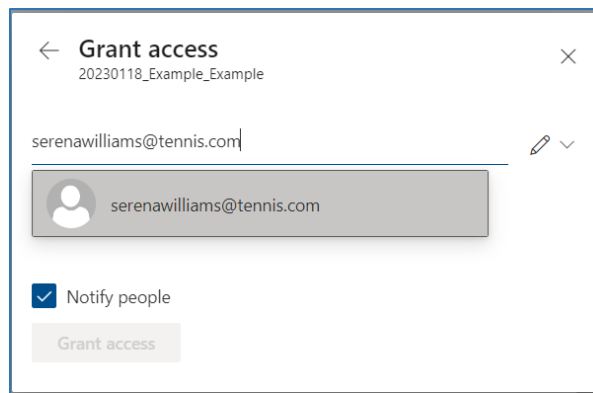 Grant access
20230118_Example_Example
serenawilliams@tennis.com
serenawilliams@tennis.com
Notify people
Grant access